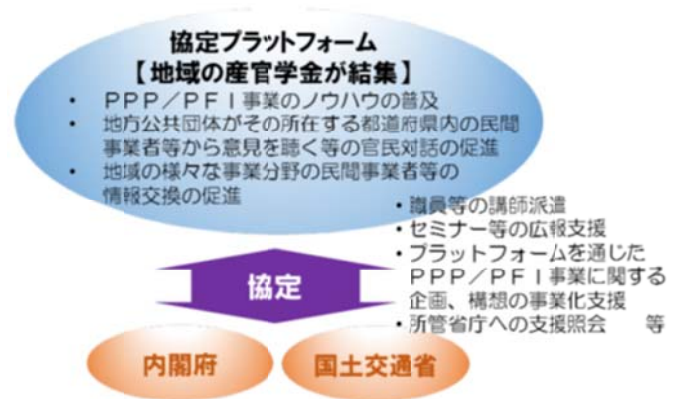 協定プラットフォーム
【地域の産官学金が結集】
・ PPP／PFI事業のノウハウの普及
・ 地方公共団体がその所在する都道府県内の民間
事業者等から意見を聴く等の官民対話の促進
・ 地域の様々な事業分野の民間事業者等の
情報交換の促進
・職員等の講師派遣
・セミナー等の広報支援
・プラットフォームを通じた
PPP／PFI事業に関する
企画、構想の事業化支援
・所管省庁への支援照会　等
協定
内閣府
国土交通省